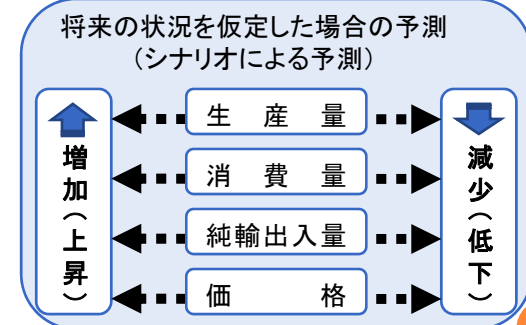 将来の状況を仮定した場合の予測
（シナリオによる予測）
増加（上昇）
生産量
消費量
純輸出入量
価格
減少（低下）